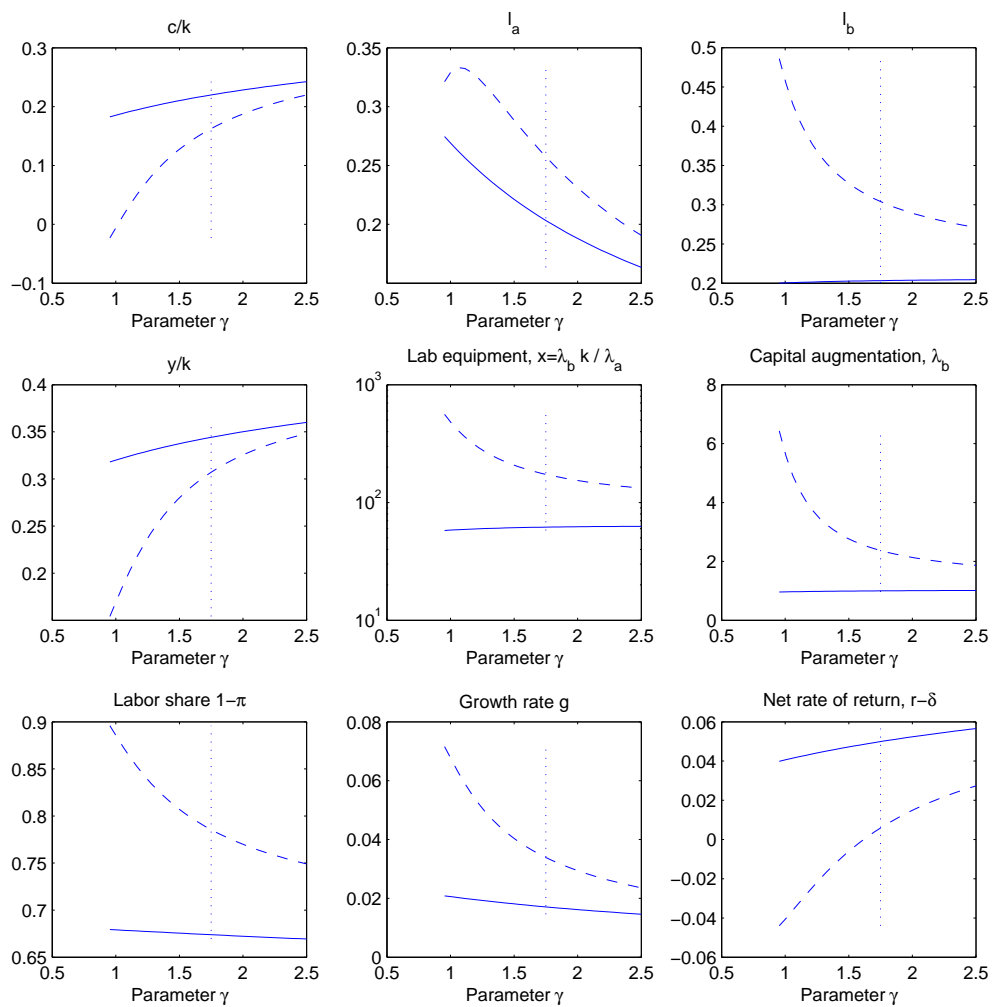 c/k
0.3
0.2
0.1
0
−0.1
0.5 1 1.5 2 2.5
Parameter γ
l_a
0.35
0.3
0.25
0.2
0.5 1 1.5 2 2.5
Parameter γ
l_b
0.5
0.45
0.4
0.35
0.3
0.25
0.2
0.5 1 1.5 2 2.5
Parameter γ
y/k
0.4
0.35
0.3
0.25
0.2
0.5 1 1.5 2 2.5
Parameter γ
Lab equipment, x=λ_b k / λ_a
10^3
10^2
10^1
0.5 1 1.5 2 2.5
Parameter γ
Capital augmentation, λ_b
8
6
4
2
0
0.5 1 1.5 2 2.5
Parameter γ
Labor share 1−π
0.9
0.85
0.8
0.75
0.7
0.65
0.5 1 1.5 2 2.5
Parameter γ
Growth rate g
0.08
0.06
0.04
0.02
0
0.5 1 1.5 2 2.5
Parameter γ
Net rate of return, r−δ
0.06
0.04
0.02
0
−0.02
−0.04
−0.06
0.5 1 1.5 2 2.5
Parameter γ